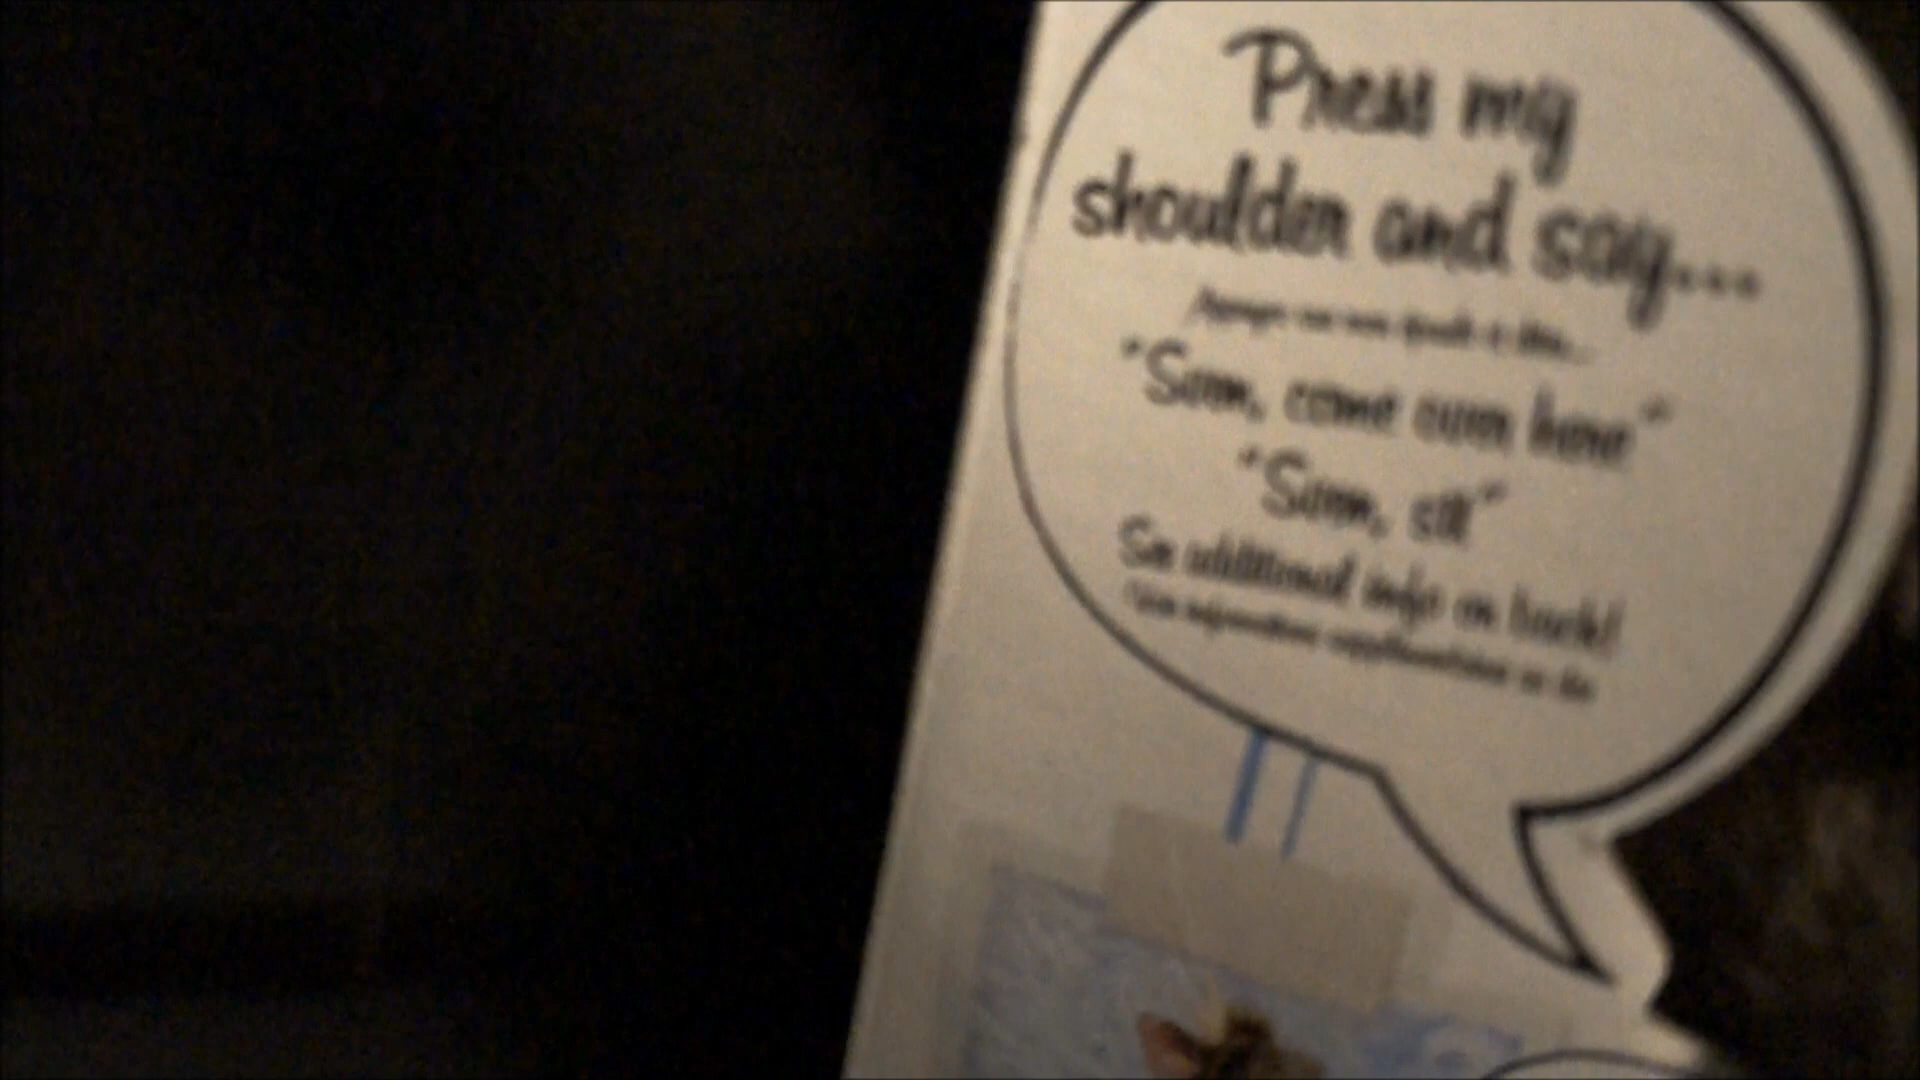 Press my
shoulder and say...
"Sam, come over here"
"Sam, sit"
See additional info on back!